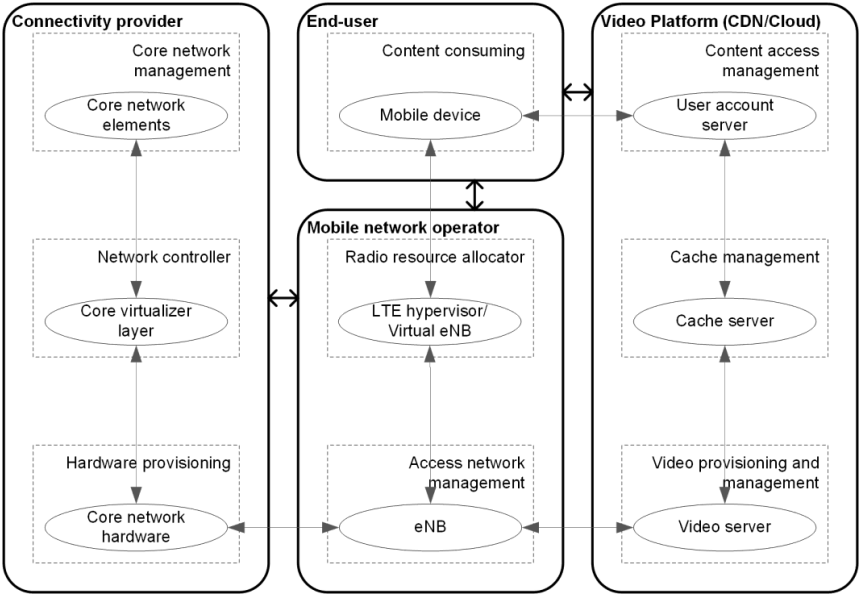 Connectivity provider
Core network
management
Core network
elements
Network controller
Core virtualizer
layer
Hardware provisioning
Core network
hardware
End-user
Content consuming
Mobile device
Mobile network operator
Radio resource allocator
LTE hypervisor/
Virtual eNB
Access network
management
eNB
Video Platform (CDN/Cloud)
Content access
management
User account
server
Cache management
Cache server
Video provisioning and
management
Video server